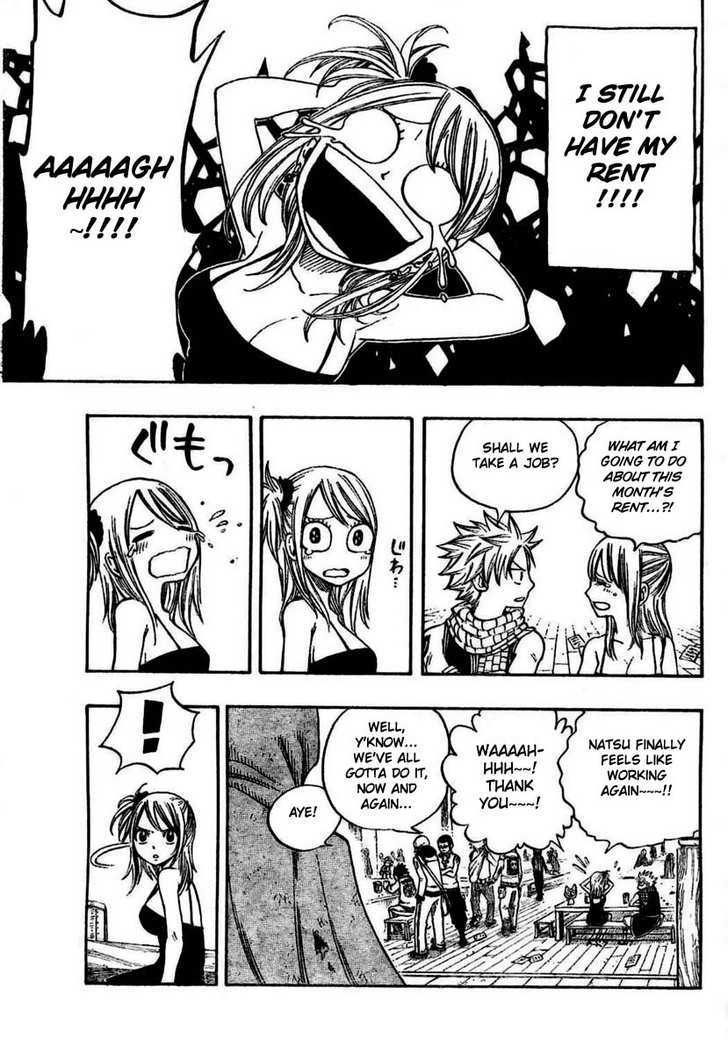 I STILL
DON'T
HAVE MY
RENT
!!!!
AAAAAGH
HHHH
~!!!!
WHAT AM I
GOING TO DO
ABOUT THIS
MONTH'S
RENT...?!
SHALL WE
TAKE A JOB?
じわ...
ぐもっ
NATSU FINALLY
FEELS LIKE
WORKING
AGAIN~~~!!
WAAAAH-
HHH~~!
THANK
YOU~~~!
WELL,
Y'KNOW...
WE'VE ALL
GOTTA DO IT,
NOW AND
AGAIN...
AYE!
!